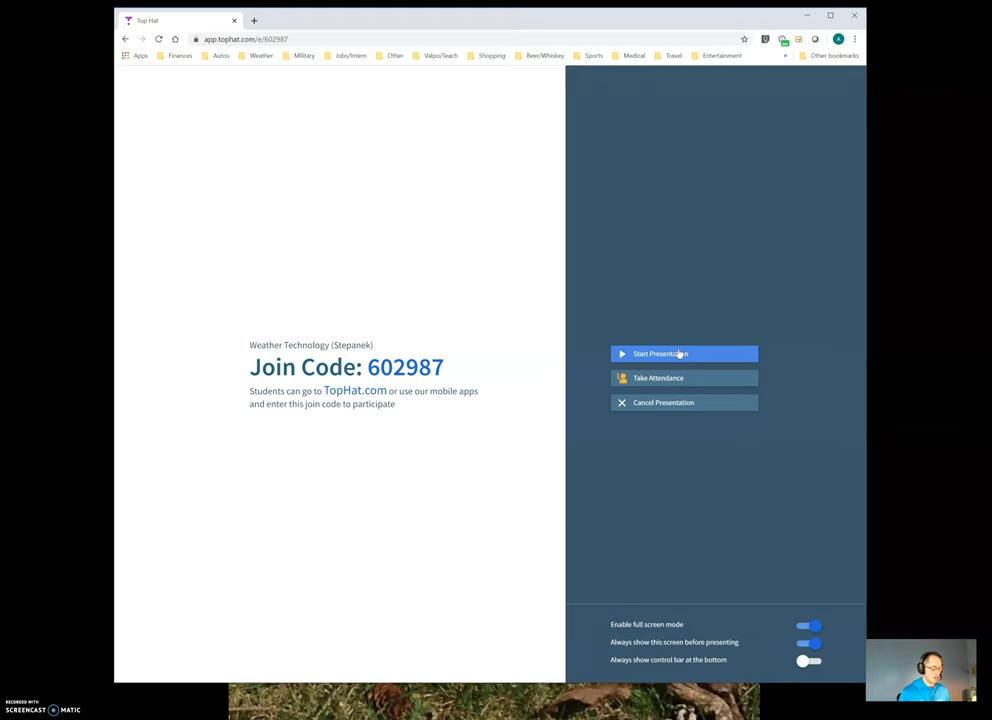 Top Hat
app.tophat.com/e/602987
Apps Finances Autos Weather Military Jobs/Intern Other Valpo/Teach Shopping Beer/Whiskey Sports Medical Travel Entertainment » Other bookmarks
Weather Technology (Stepanek)
Join Code: 602987
Students can go to TopHat.com or use our mobile apps
and enter this join code to participate
Start Presentation
Take Attendance
Cancel Presentation
Enable full screen mode
Always show this screen before presenting
Always show control bar at the bottom
RECORDED WITH
SCREENCAST MATIC